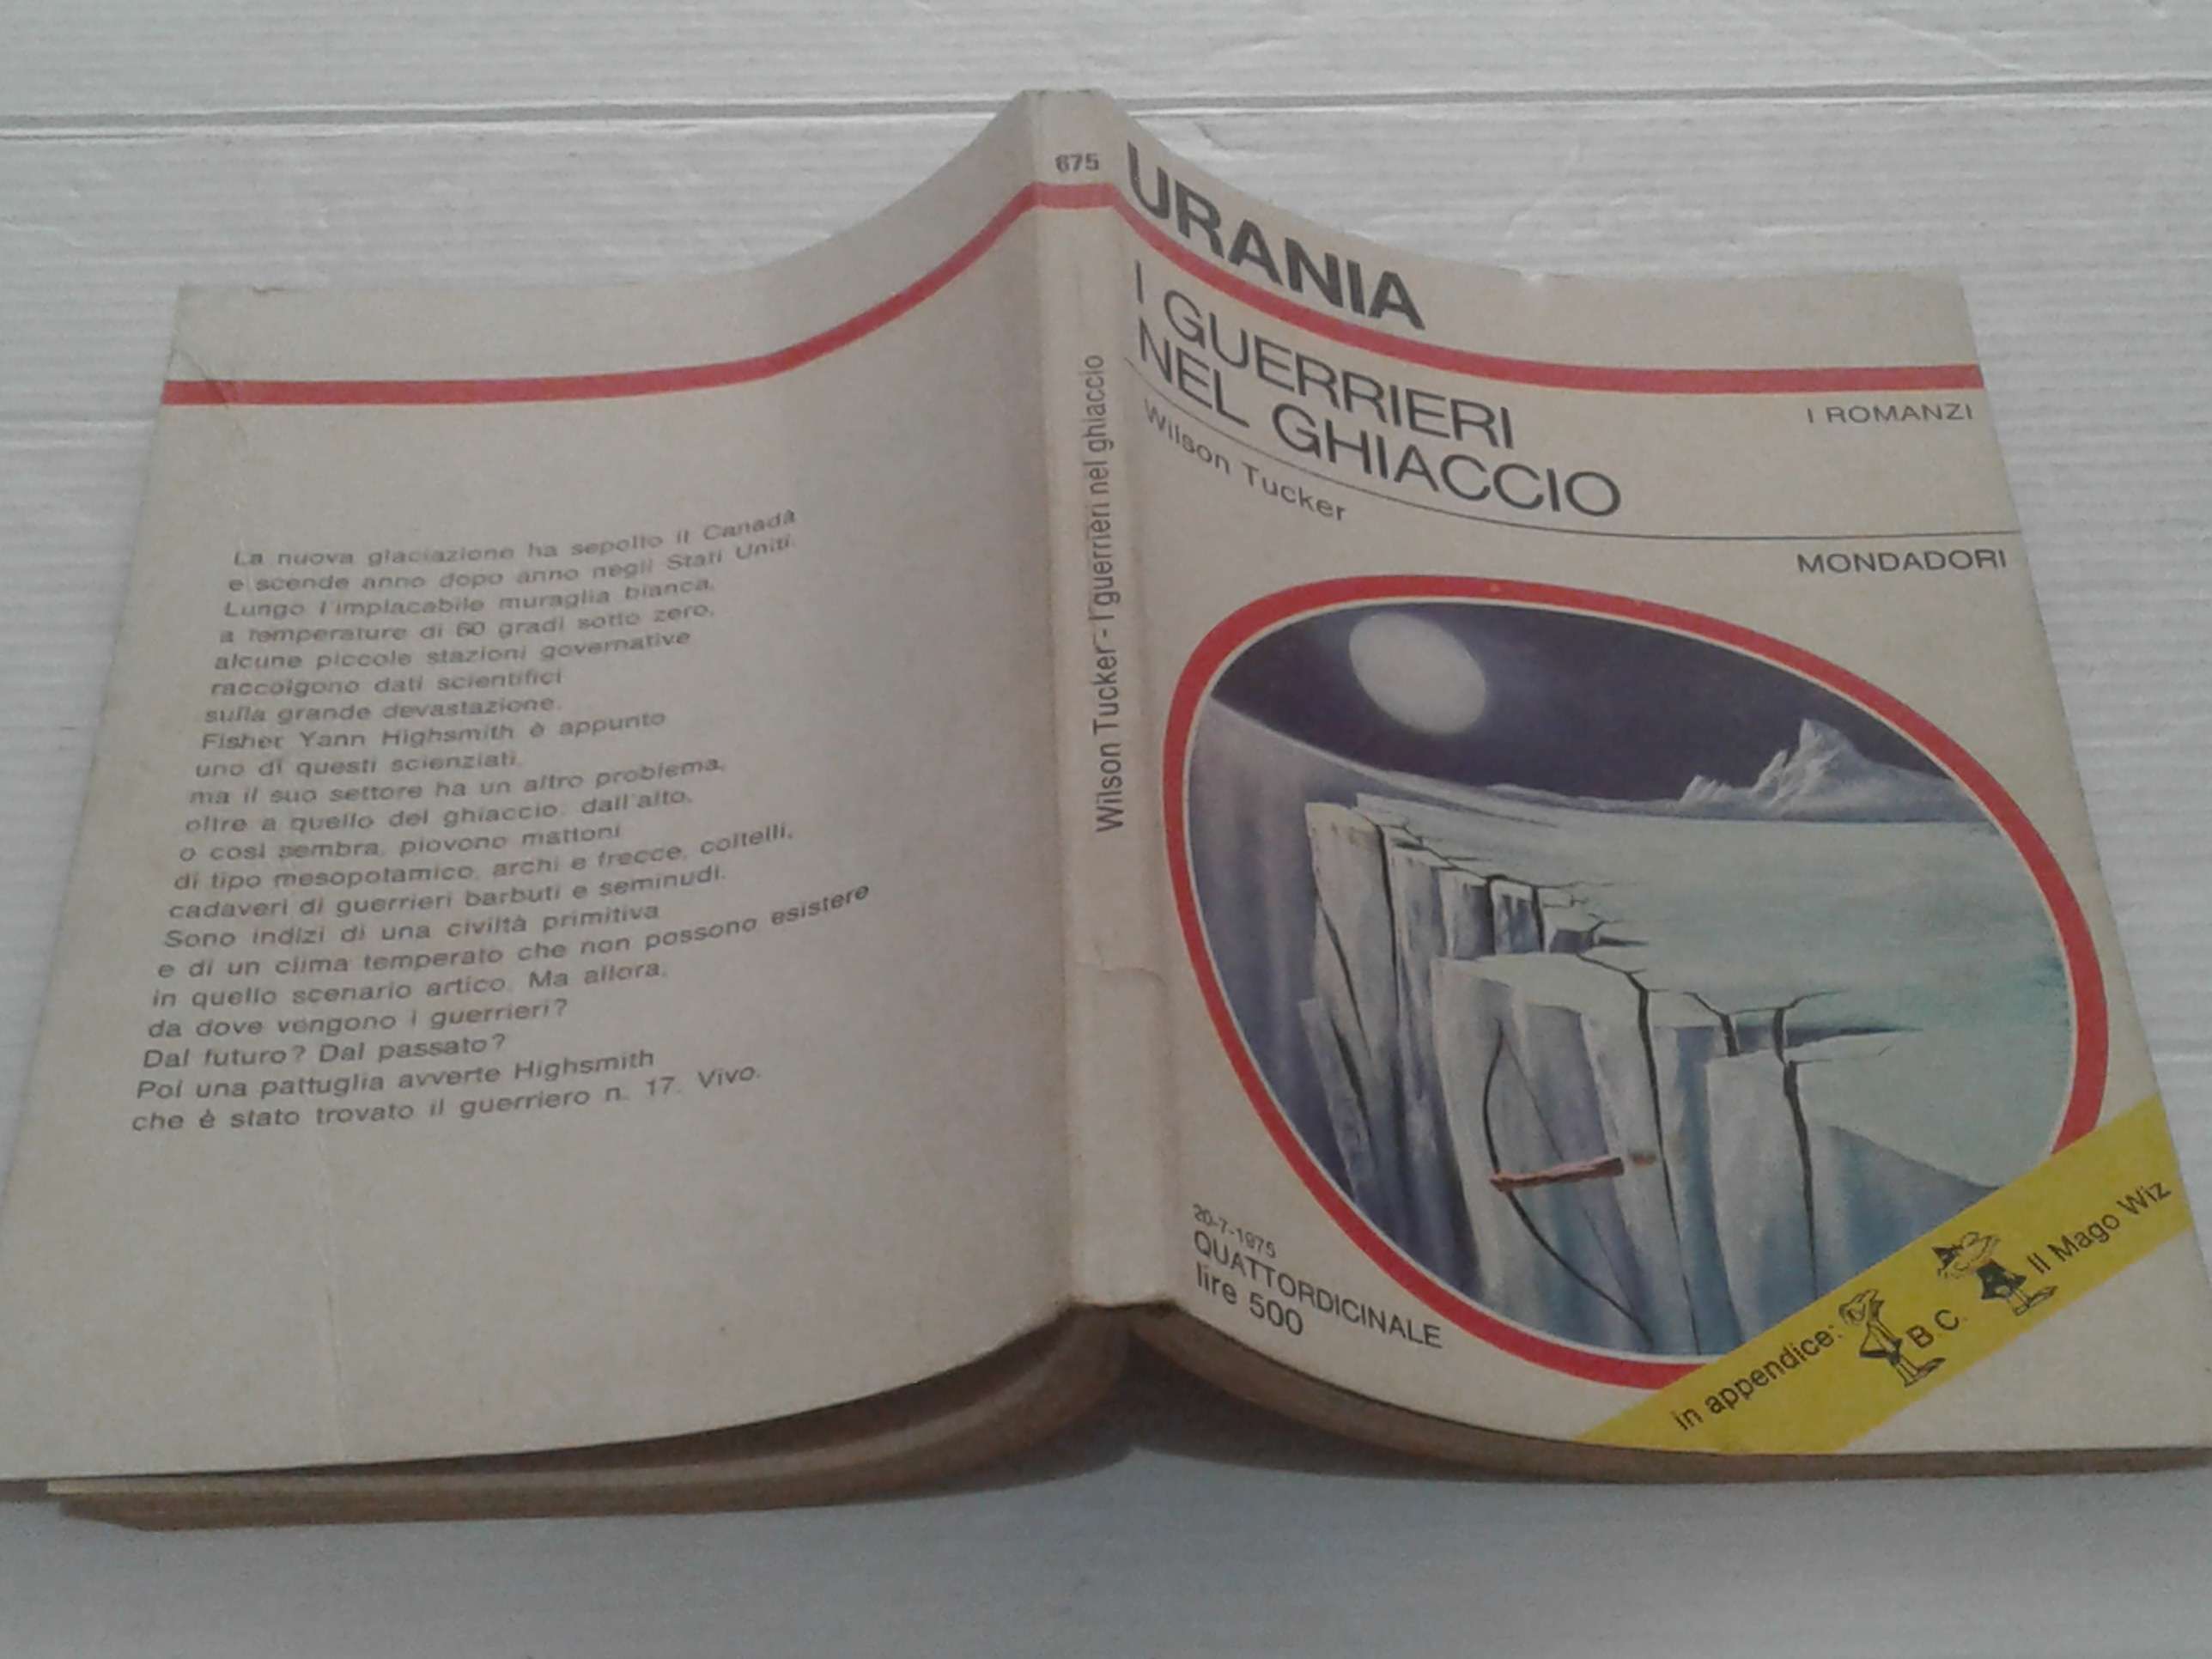 La nuova glaciazione ha sepolto il Canadà
e scende anno dopo anno negli Stati Uniti.
Lungo l'implacabile muraglia bianca,
a temperature di 60 gradi sotto zero,
alcune piccole stazioni governative
raccolgono dati scientifici
sulla grande devastazione.
Fisher Yann Highsmith è appunto
uno di questi scienziati,
ma il suo settore ha un altro problema,
oltre a quello del ghiaccio: dall'alto,
o così sembra, piovono mattoni
di tipo mesopotamico, archi e frecce, coltelli,
cadaveri di guerrieri barbuti e seminudi.
Sono indizi di una civiltà primitiva
e di un clima temperato che non possono esistere
in quello scenario artico. Ma allora,
da dove vengono i guerrieri?
Dal futuro? Dal passato?
Poi una pattuglia avverte Highsmith
che è stato trovato il guerriero n. 17. Vivo.
675
Wilson Tucker - I guerrieri nel ghiaccio
URANIA
I GUERRIERI
NEL GHIACCIO
Wilson Tucker
I ROMANZI
MONDADORI
20-7-1975
QUATTORDICINALE
lire 500
in appendice: B.C. Il Mago Wiz